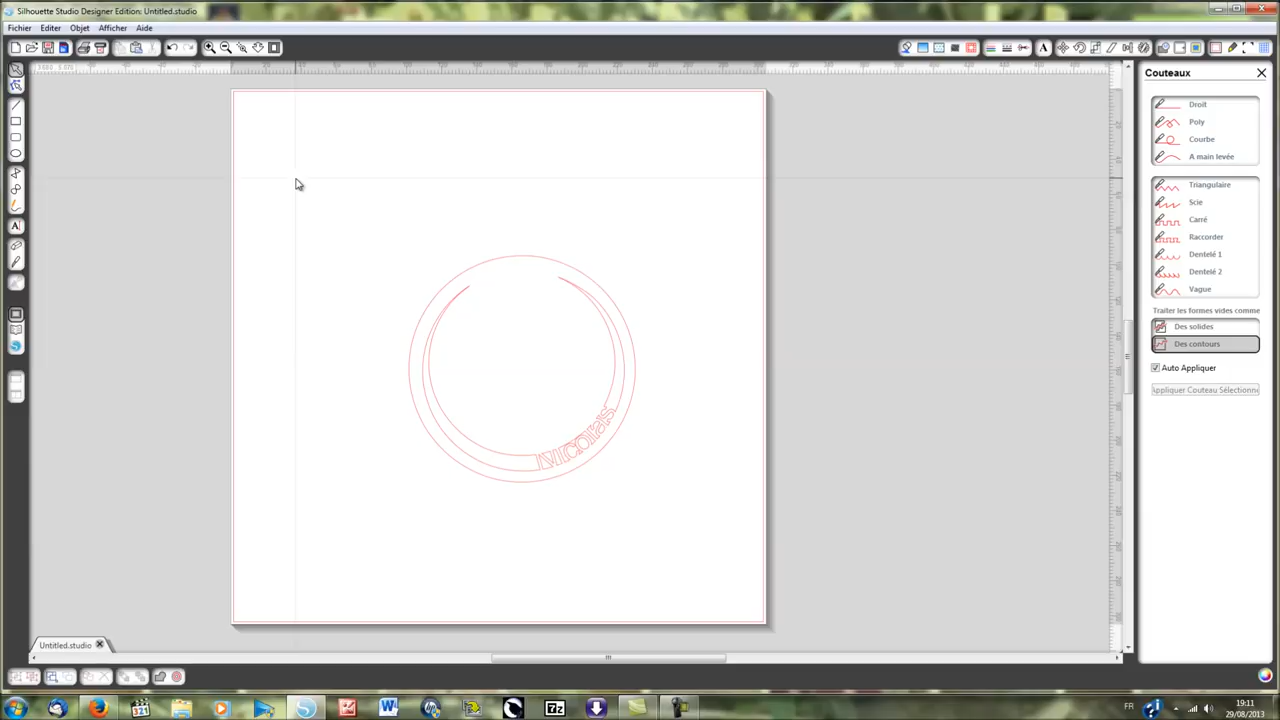 Silhouette Studio Designer Edition: Untitled.studio
Fichier Editer Objet Afficher Aide
Couteaux
Droit
Poly
Courbe
A main levée
Triangulaire
Scie
Carré
Raccorder
Dentelé 1
Dentelé 2
Vague
Traiter les formes vides comme
Des solides
Des contours
Auto Appliquer
Appliquer Couteau Sélectionné
Nicolas
Untitled.studio
FR
19:11
29/08/2013